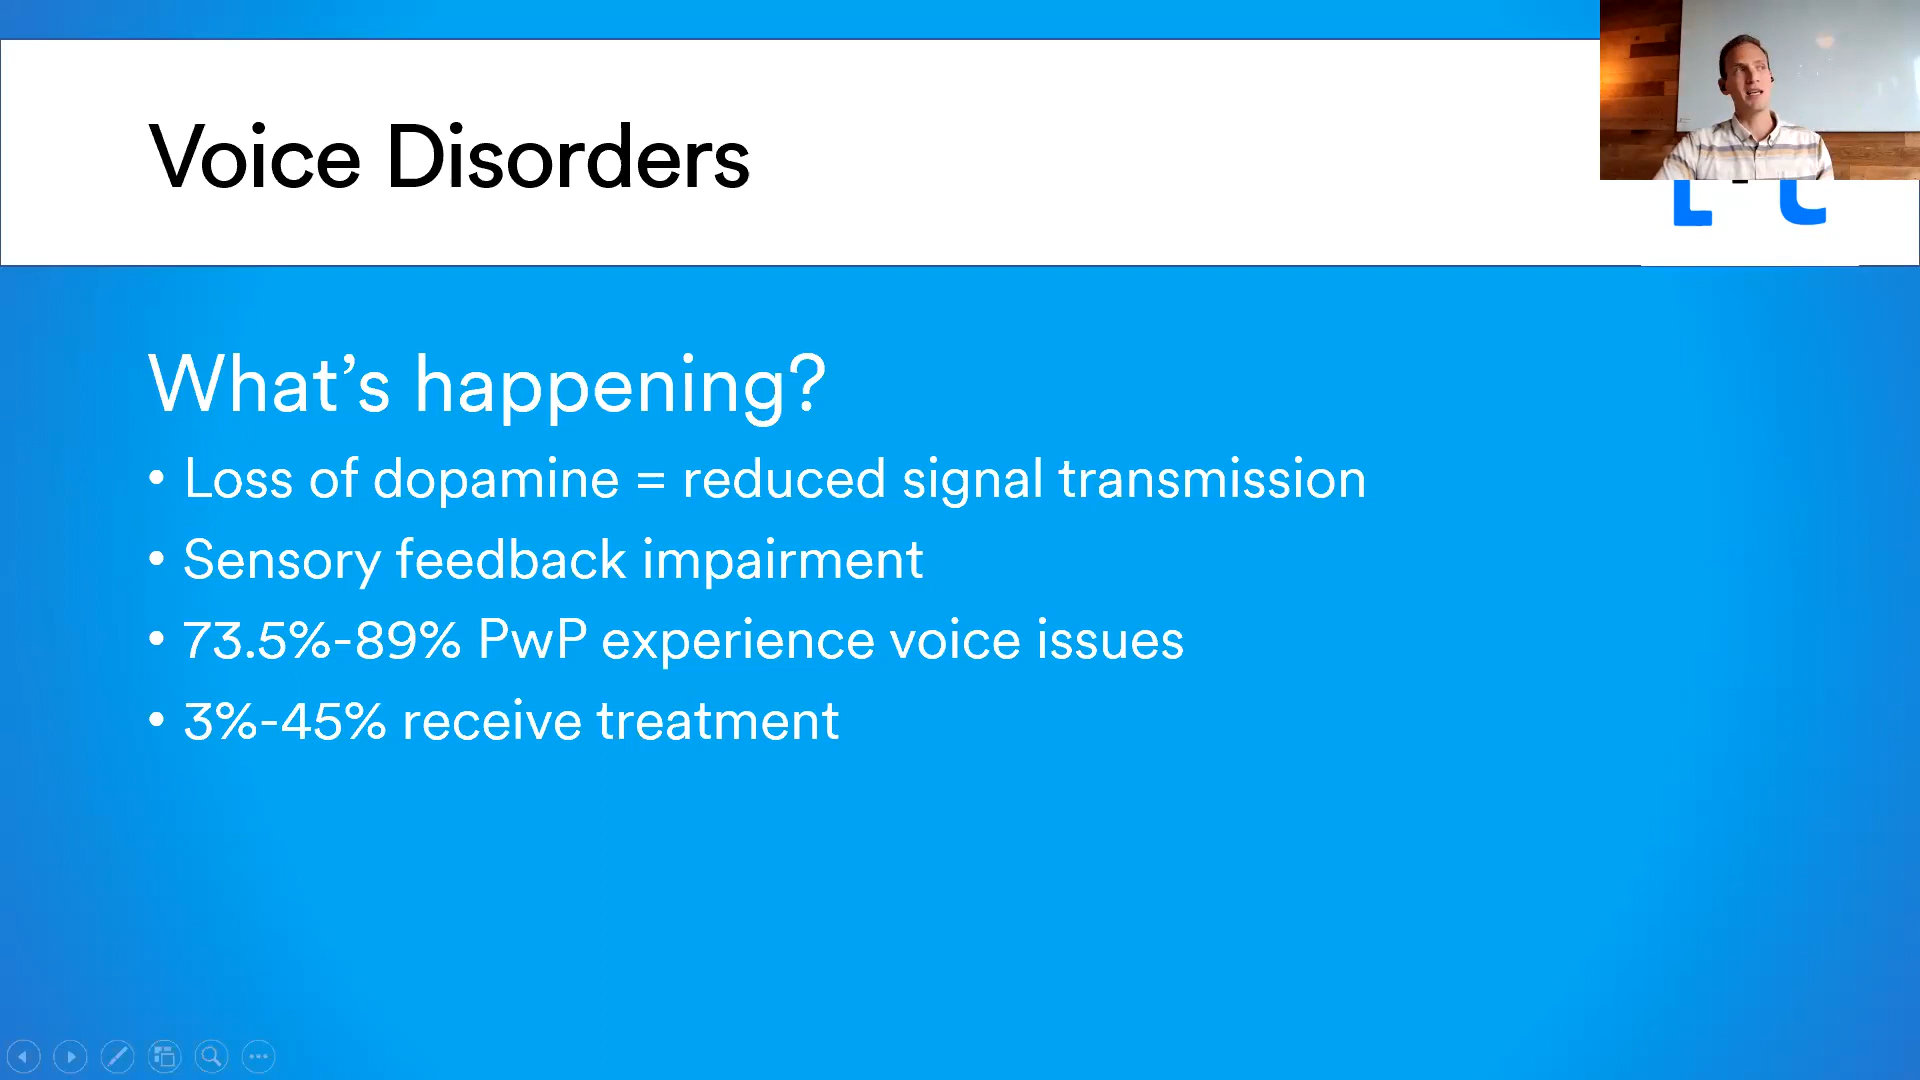 Voice Disorders
What's happening?
• Loss of dopamine = reduced signal transmission
• Sensory feedback impairment
• 73.5%-89% PwP experience voice issues
• 3%-45% receive treatment